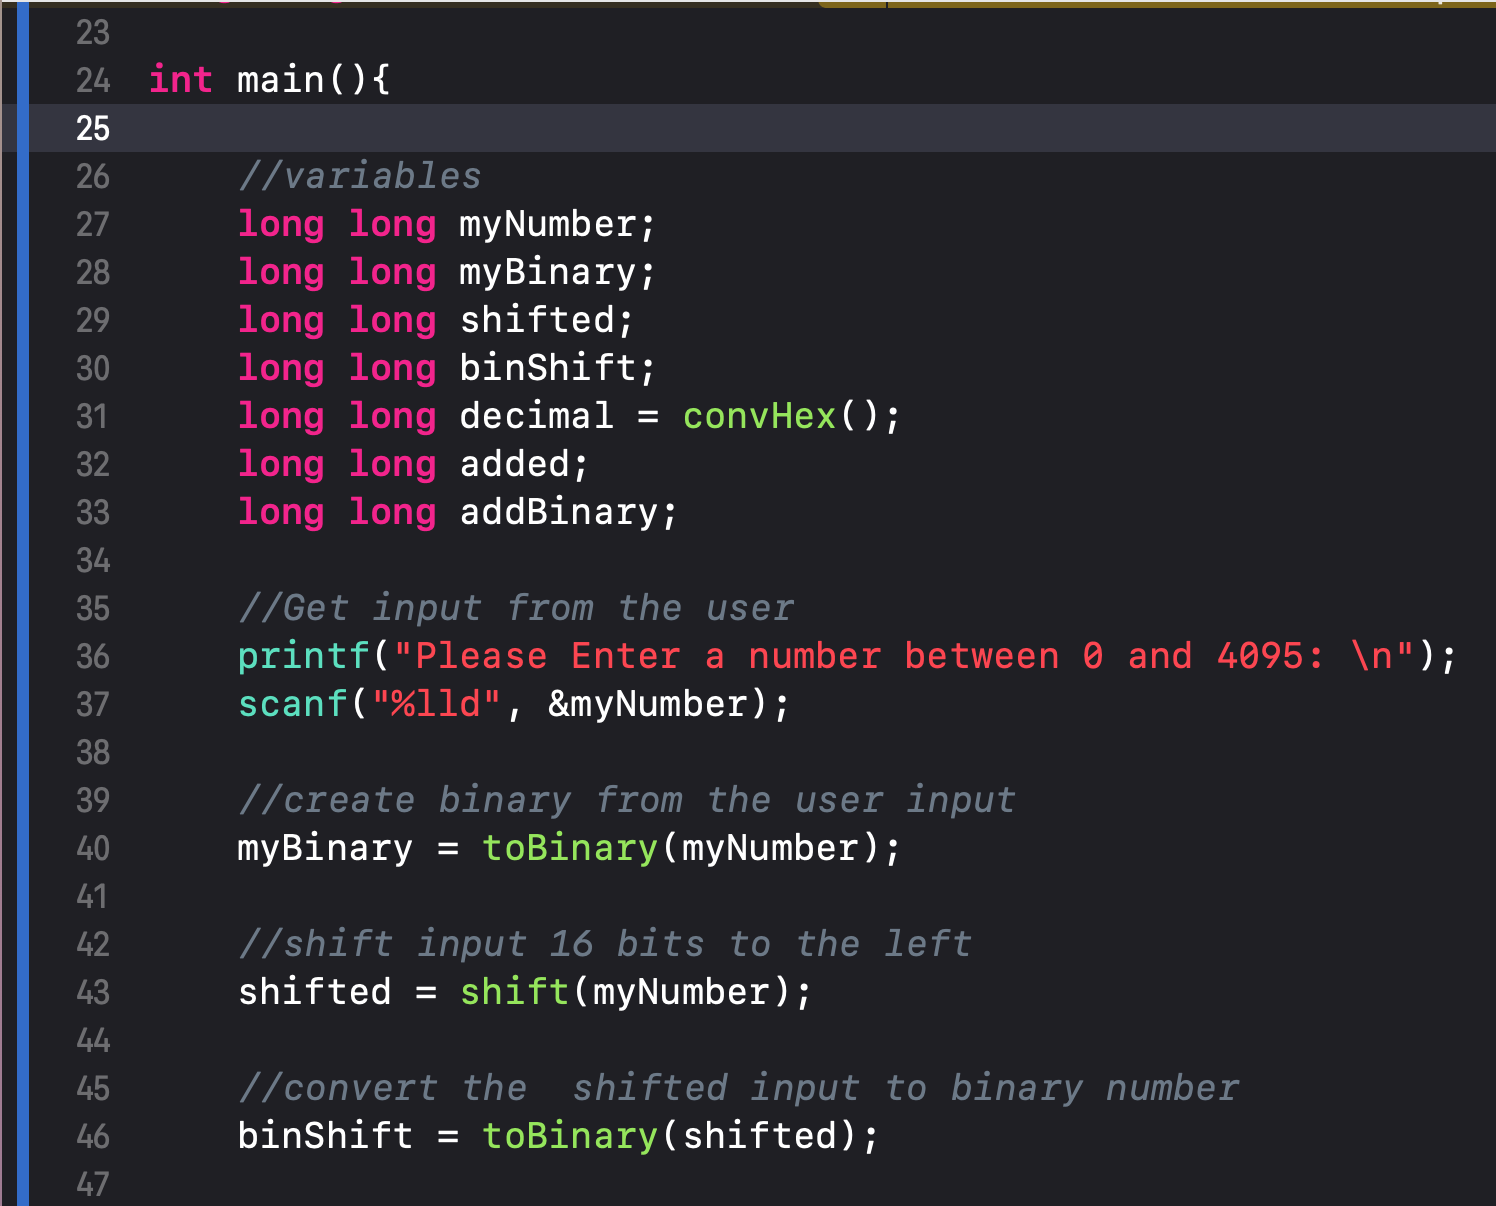 23
24 int main(){
25
26 //variables
27 long long myNumber;
28 long long myBinary;
29 long long shifted;
30 long long binShift;
31 long long decimal = convHex();
32 long long added;
33 long long addBinary;
34
35 //Get input from the user
36 printf("Please Enter a number between 0 and 4095: \n");
37 scanf("%lld", &myNumber);
38
39 //create binary from the user input
40 myBinary = toBinary(myNumber);
41
42 //shift input 16 bits to the left
43 shifted = shift(myNumber);
44
45 //convert the  shifted input to binary number
46 binShift = toBinary(shifted);
47